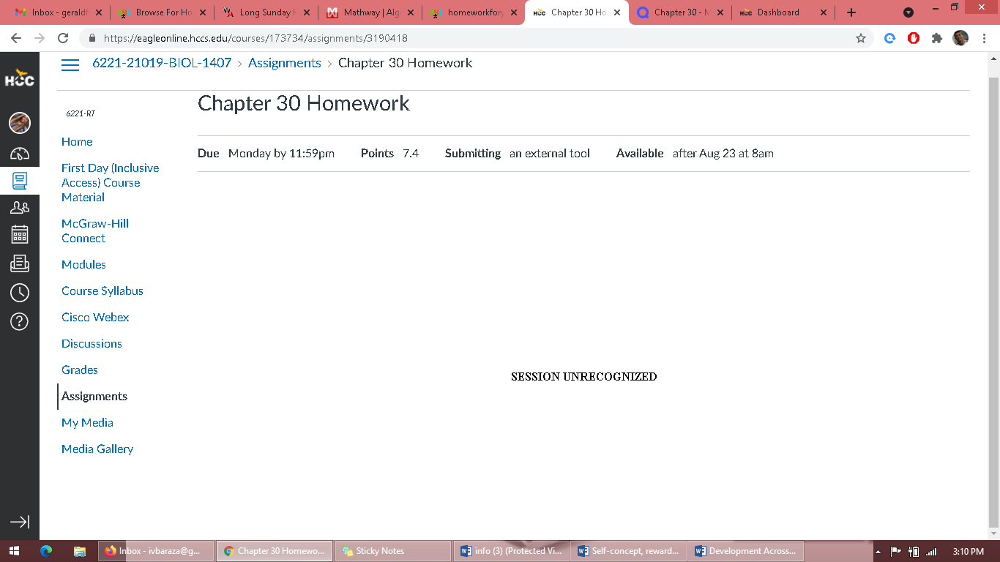 Inbox - geraldf
Browse For Ho
Long Sunday H
Mathway | Alg
homeworkfory
Chapter 30 Ho
Chapter 30 - M
Dashboard
https://eagleonline.hccs.edu/courses/173734/assignments/3190418
HCC
6221-21019-BIOL-1407 > Assignments > Chapter 30 Homework
Chapter 30 Homework
6221-RT
Due Monday by 11:59pm Points 7.4 Submitting an external tool Available after Aug 23 at 8am
Home
First Day (Inclusive
Access) Course
Material
McGraw-Hill
Connect
Modules
Course Syllabus
Cisco Webex
Discussions
Grades
Assignments
My Media
Media Gallery
SESSION UNRECOGNIZED
Inbox - ivbaraza@g...
Chapter 30 Homewo...
Sticky Notes
info (3) (Protected Vi...
Self-concept, reward...
Development Across...
3:10 PM